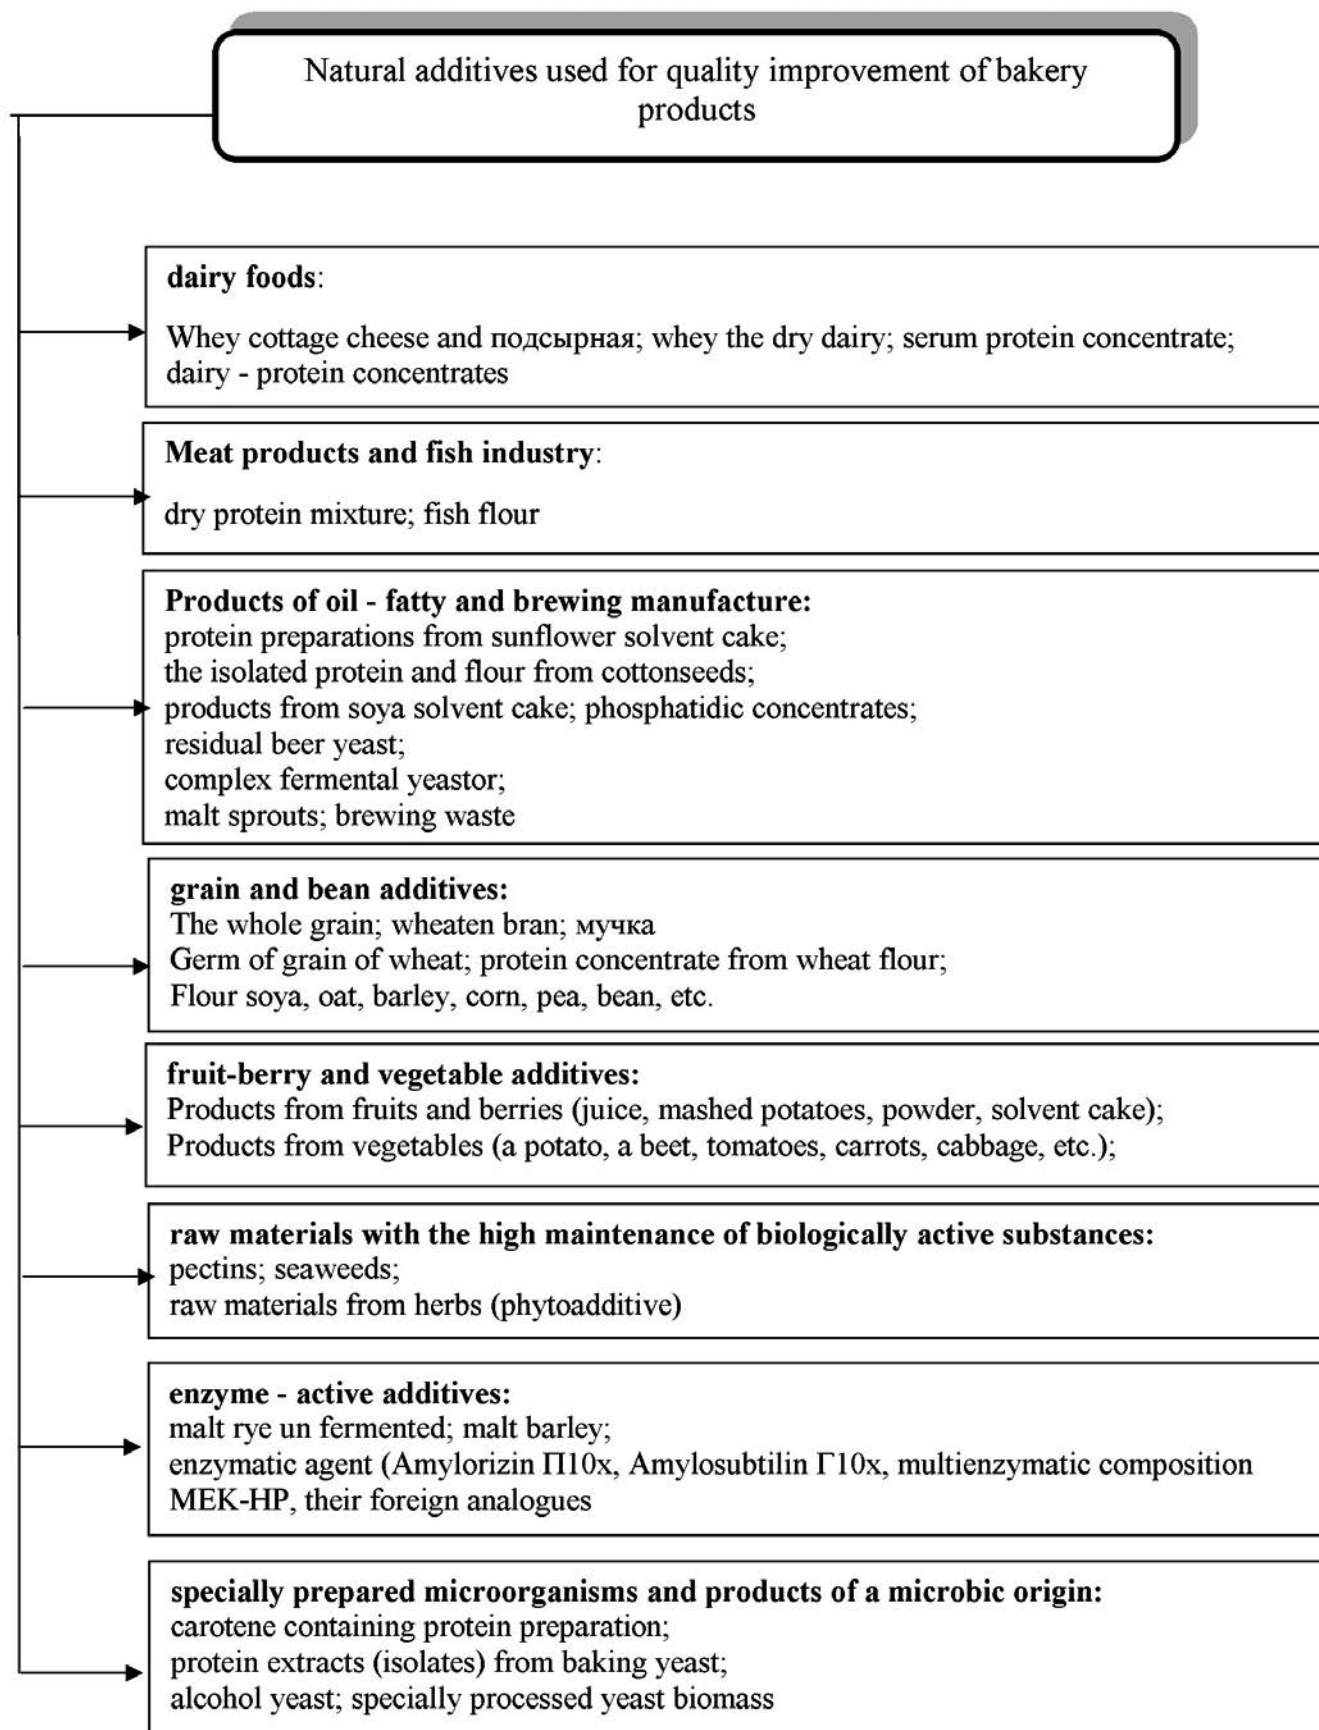 Natural additives used for quality improvement of bakery
products
dairy foods:
Whey cottage cheese and подсырная; whey the dry dairy; serum protein concentrate;
dairy - protein concentrates
Meat products and fish industry:
dry protein mixture; fish flour
Products of oil - fatty and brewing manufacture:
protein preparations from sunflower solvent cake;
the isolated protein and flour from cottonseeds;
products from soya solvent cake; phosphatidic concentrates;
residual beer yeast;
complex fermental yeastor;
malt sprouts; brewing waste
grain and bean additives:
The whole grain; wheaten bran; мучка
Germ of grain of wheat; protein concentrate from wheat flour;
Flour soya, oat, barley, corn, pea, bean, etc.
fruit-berry and vegetable additives:
Products from fruits and berries (juice, mashed potatoes, powder, solvent cake);
Products from vegetables (a potato, a beet, tomatoes, carrots, cabbage, etc.);
raw materials with the high maintenance of biologically active substances:
pectins; seaweeds;
raw materials from herbs (phytoadditive)
enzyme - active additives:
malt rye un fermented; malt barley;
enzymatic agent (Amylorizin П10x, Amylosubtilin Г10x, multienzymatic composition
MEK-HP, their foreign analogues
specially prepared microorganisms and products of a microbic origin:
carotene containing protein preparation;
protein extracts (isolates) from baking yeast;
alcohol yeast; specially processed yeast biomass